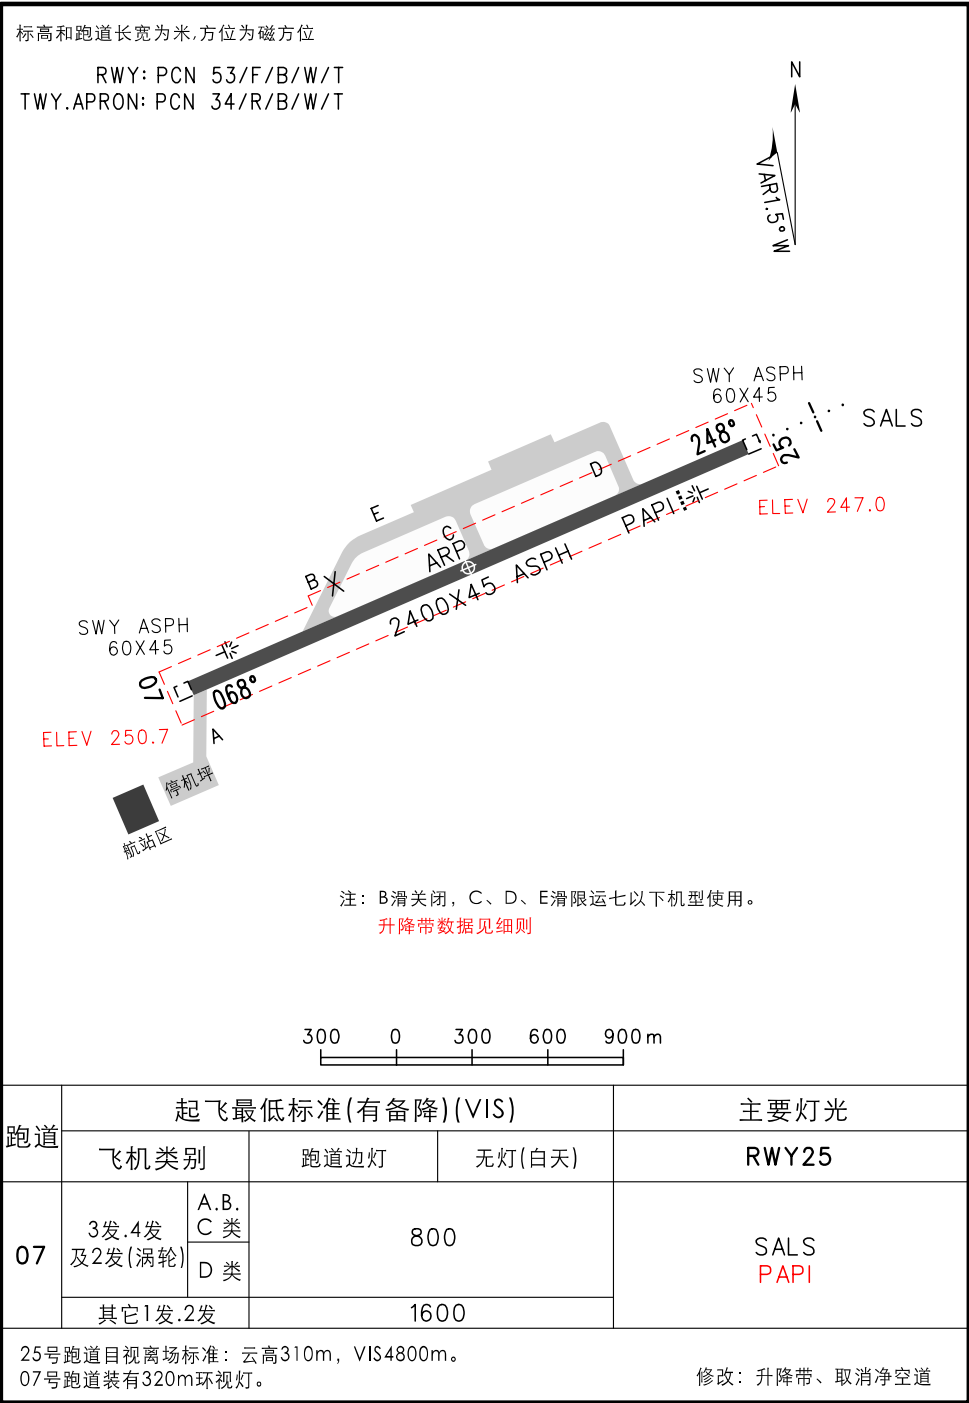 标高和跑道长宽为米,方位为磁方位
RWY: PCN 53/F/B/W/T
TWY.APRON: PCN 34/R/B/W/T
N
VAR1.5°W
SWY ASPH
60X45
SALS
248°
25
ELEV 247.0
D
PAPI
E
C
ARP
B
2400X45 ASPH
SWY ASPH
60X45
07
068°
ELEV 250.7
A
停机坪
航站区
注: B滑关闭, C、D、E滑限运七以下机型使用。
升降带数据见细则
300 0 300 600 900m
跑道
起飞最低标准(有备降)(VIS)
主要灯光
飞机类别
跑道边灯
无灯(白天)
RWY25
07
3发.4发
及2发(涡轮)
A.B.
C 类
D 类
800
SALS
PAPI
其它1发.2发
1600
25号跑道目视离场标准: 云高310m, VIS4800m。
07号跑道装有320m环视灯。
修改: 升降带、取消净空道